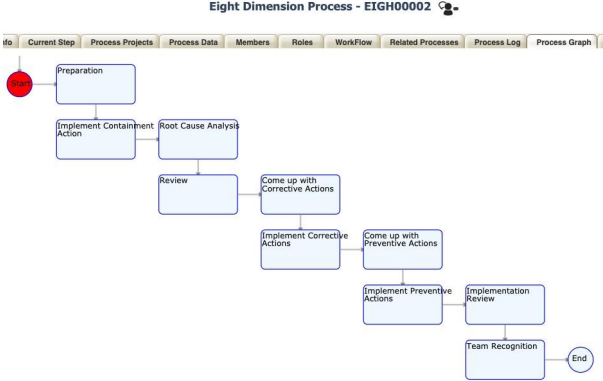 Eight Dimension Process - EIGH00002
Current Step Process Projects Process Data Members Roles WorkFlow Related Processes Process Log Process Graph
Start
Preparation
Implement Containment
Action
Root Cause Analysis
Review
Come up with
Corrective Actions
Implement Corrective
Actions
Come up with
Preventive Actions
Implement Preventive
Actions
Implementation
Review
Team Recognition
End